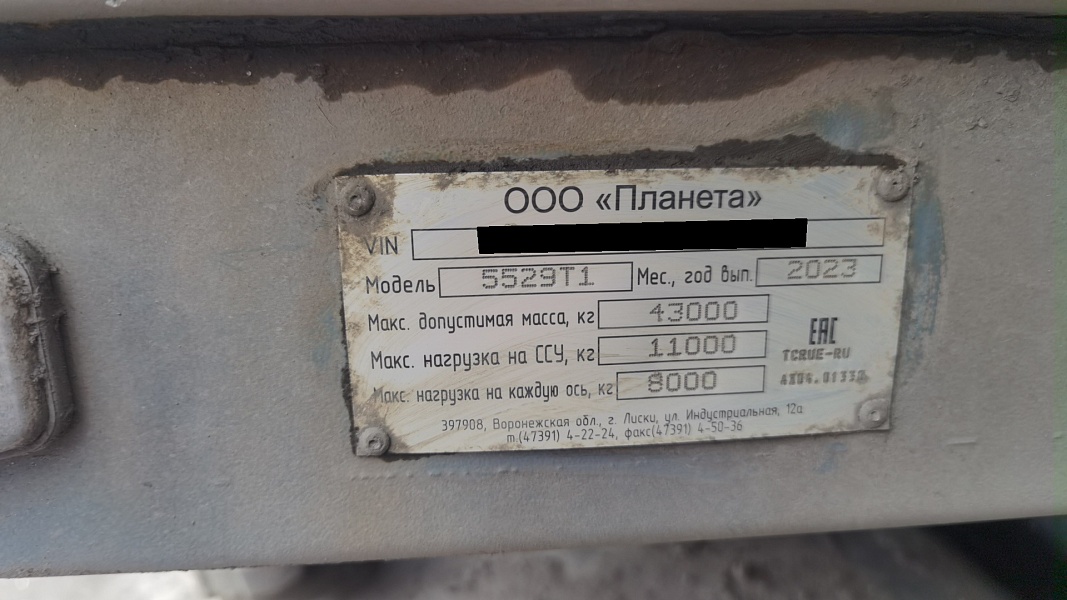 ООО «Планета»
VIN
Модель 5529Т1 Мес., год вып. 2023
Макс. допустимая масса, кг 43000
Макс. нагрузка на ССУ, кг 11000
Макс. нагрузка на каждую ось, кг 8000
EAC
TCRUE-RU
397908, Воронежская обл., г. Лиски, ул. Индустриальная, 12а
т.(47391) 4-22-24, факс(47391) 4-50-36